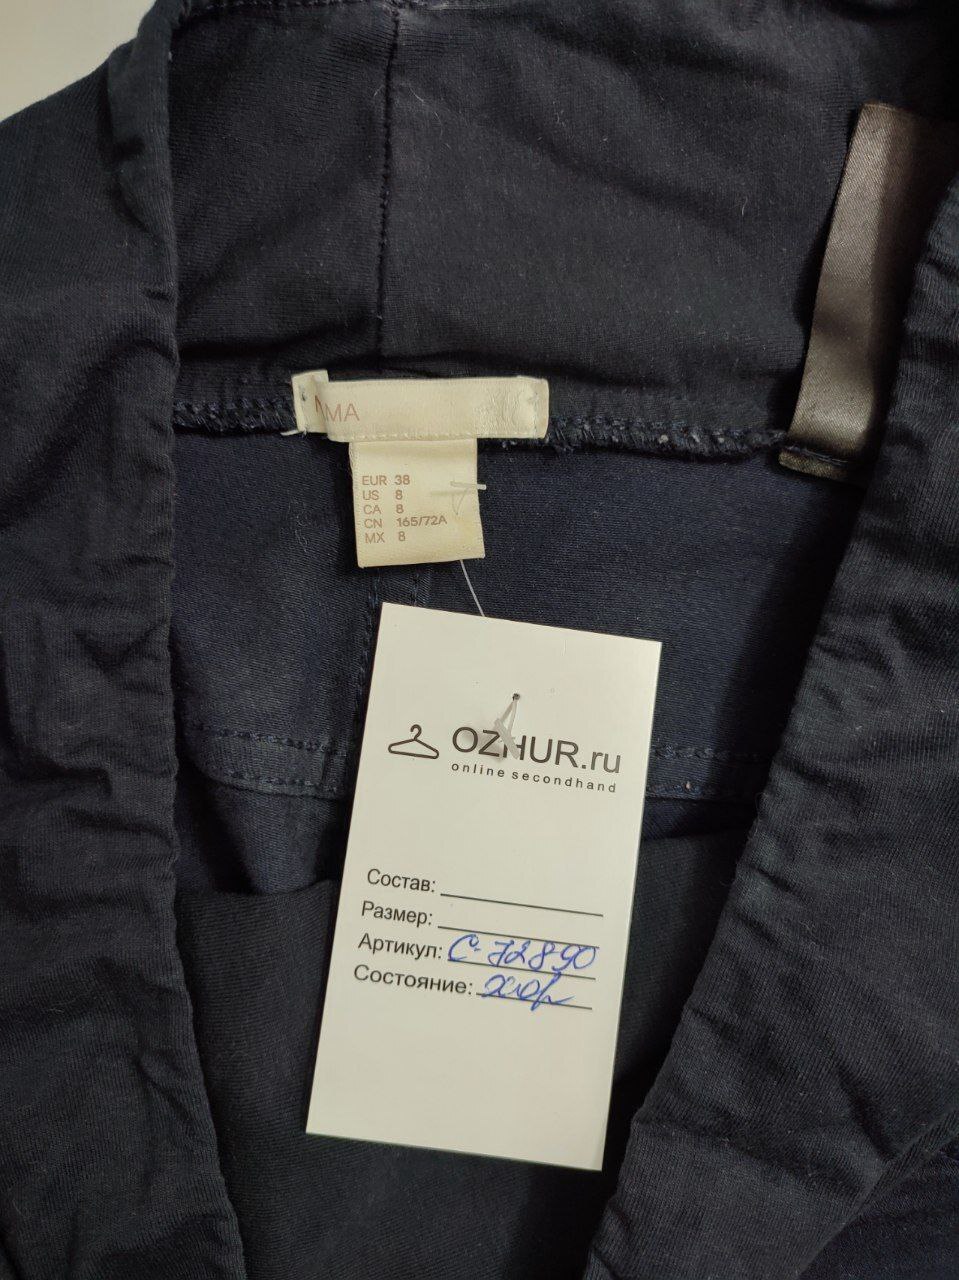 MA
EUR 38
US 8
CA 8
CN 165/72A
MX 8
OZHUR.ru
online secondhand
Состав:
Размер:
Артикул: С-72890
Состояние: хор